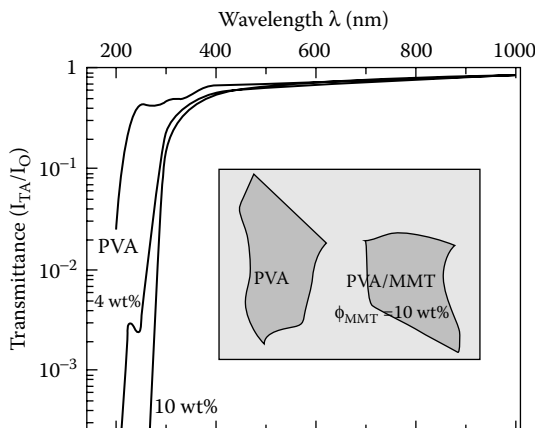 Wavelength λ (nm)
200 400 600 800 1000
Transmittance (I_TA/I_O)
1
10⁻¹
10⁻²
10⁻³
PVA
4 wt%
10 wt%
PVA
PVA/MMT
ϕ_MMT =10 wt%